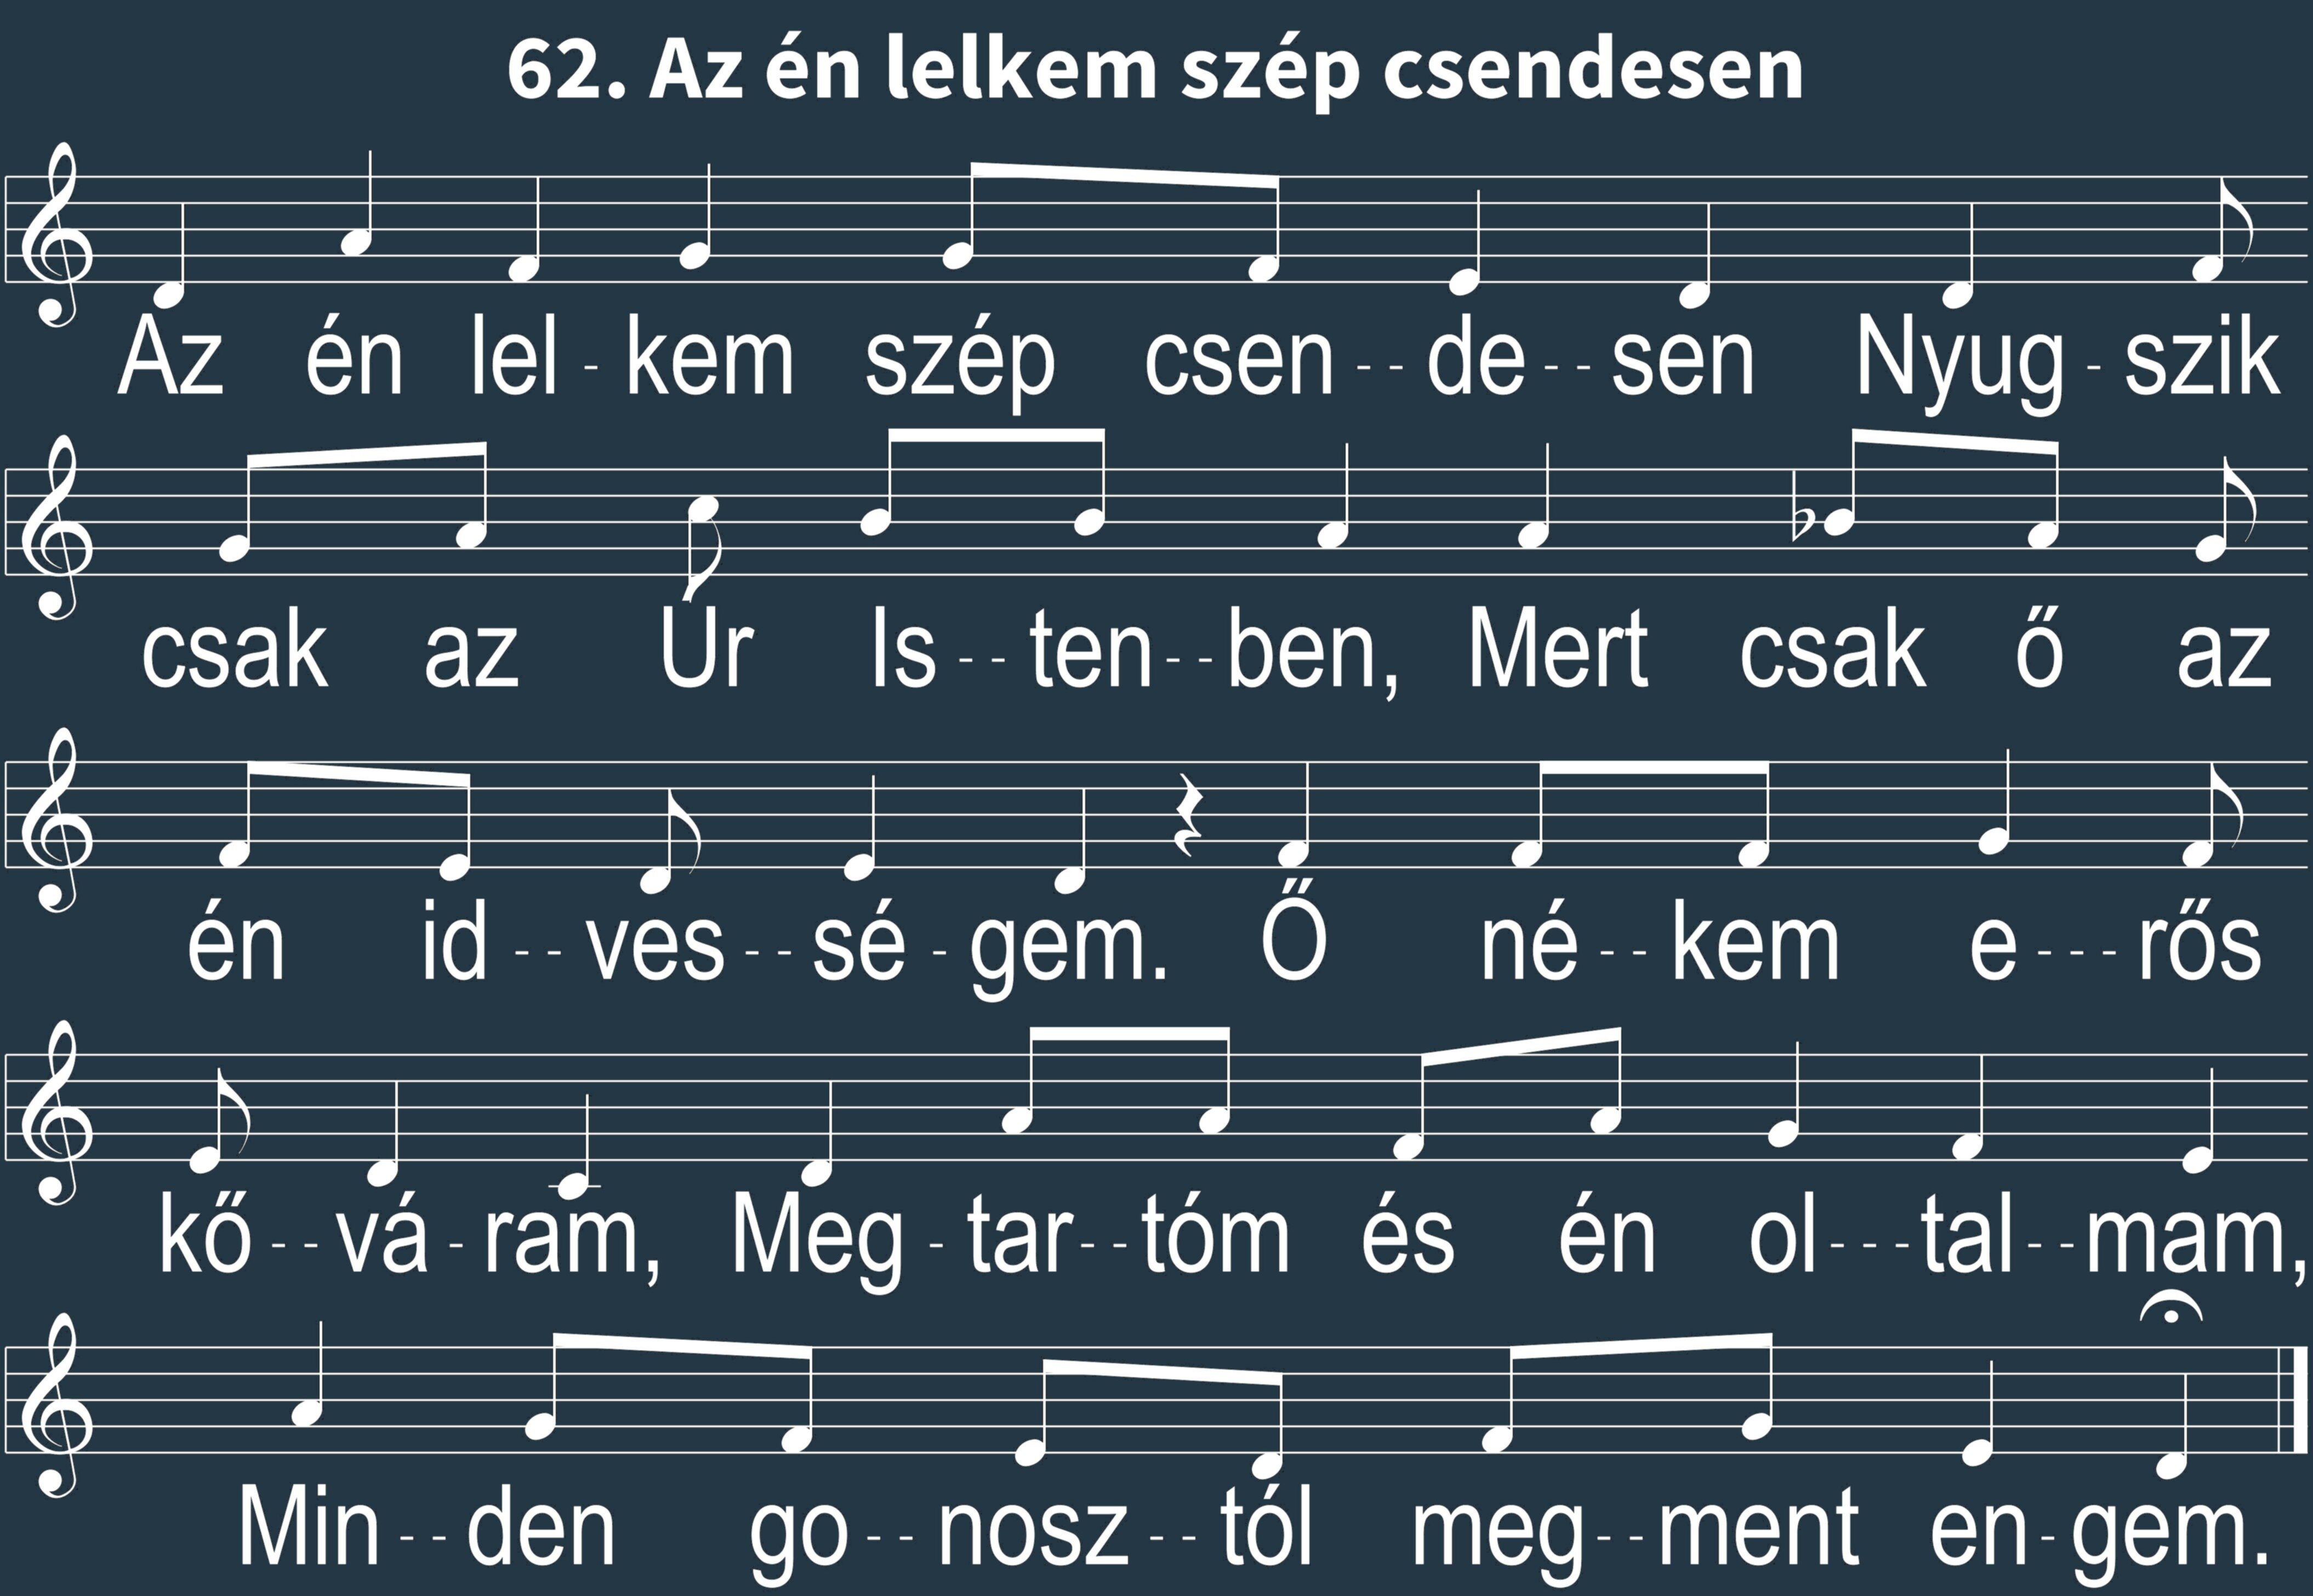 62. Az én lelkem szép csendesen
Az én lel - kem szép csen - - de - - sen Nyug - szik
csak az Úr Is - - ten - - ben, Mert csak ő az
én id - - ves - - sé - gem. Ő né - - kem e - - - rős
kő - - vá - ram, Meg - tar - - tóm és én ol - - - tal - - mam,
Min - - den go - - nosz - - tól meg - - ment en - gem.